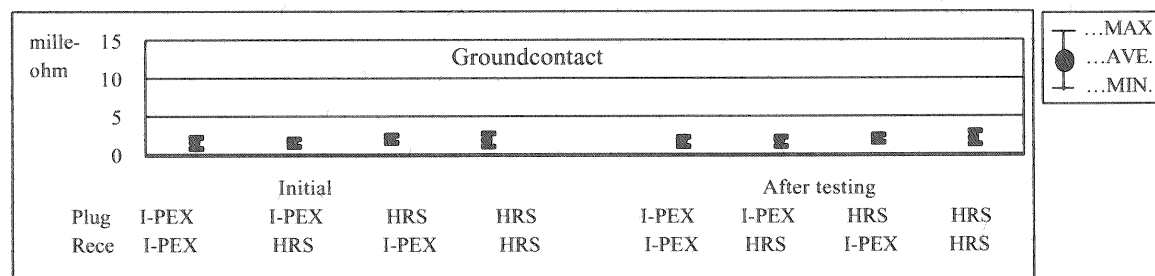 mille-
ohm
15
10
5
0
Groundcontact
...MAX
...AVE.
...MIN.
Initial After testing
Plug I-PEX I-PEX HRS HRS I-PEX I-PEX HRS HRS
Rece I-PEX HRS I-PEX HRS I-PEX HRS I-PEX HRS